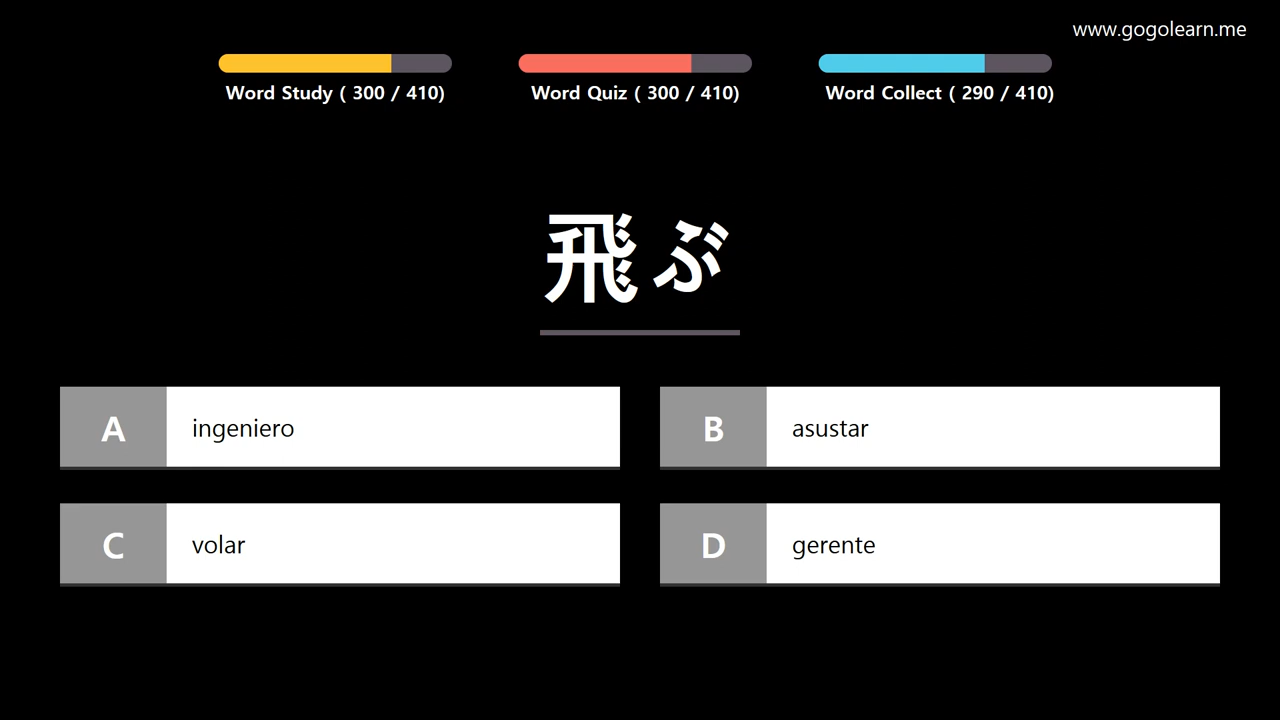 www.gogolearn.me
Word Study ( 300 / 410)
Word Quiz ( 300 / 410)
Word Collect ( 290 / 410)
飛ぶ
A ingeniero
B asustar
C volar
D gerente